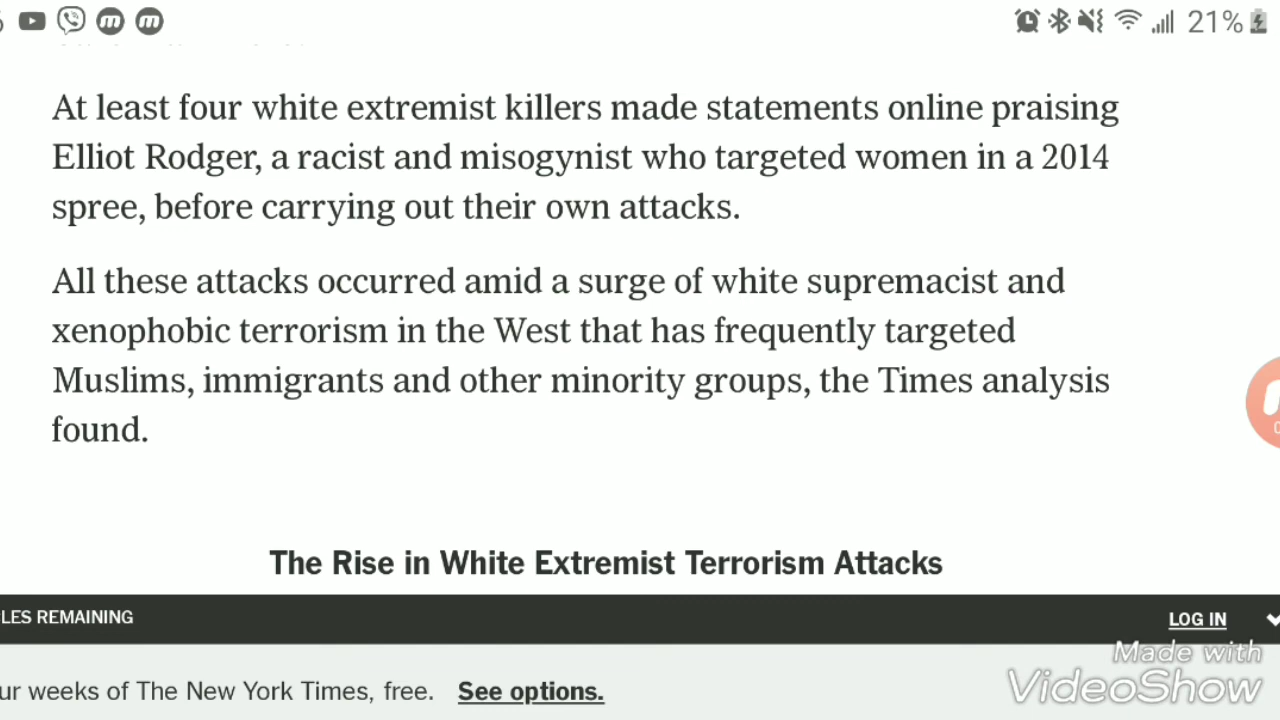 21%
At least four white extremist killers made statements online praising
Elliot Rodger, a racist and misogynist who targeted women in a 2014
spree, before carrying out their own attacks.
All these attacks occurred amid a surge of white supremacist and
xenophobic terrorism in the West that has frequently targeted
Muslims, immigrants and other minority groups, the Times analysis
found.
The Rise in White Extremist Terrorism Attacks
LES REMAINING
LOG IN
ur weeks of The New York Times, free. See options.
Made with
VideoShow